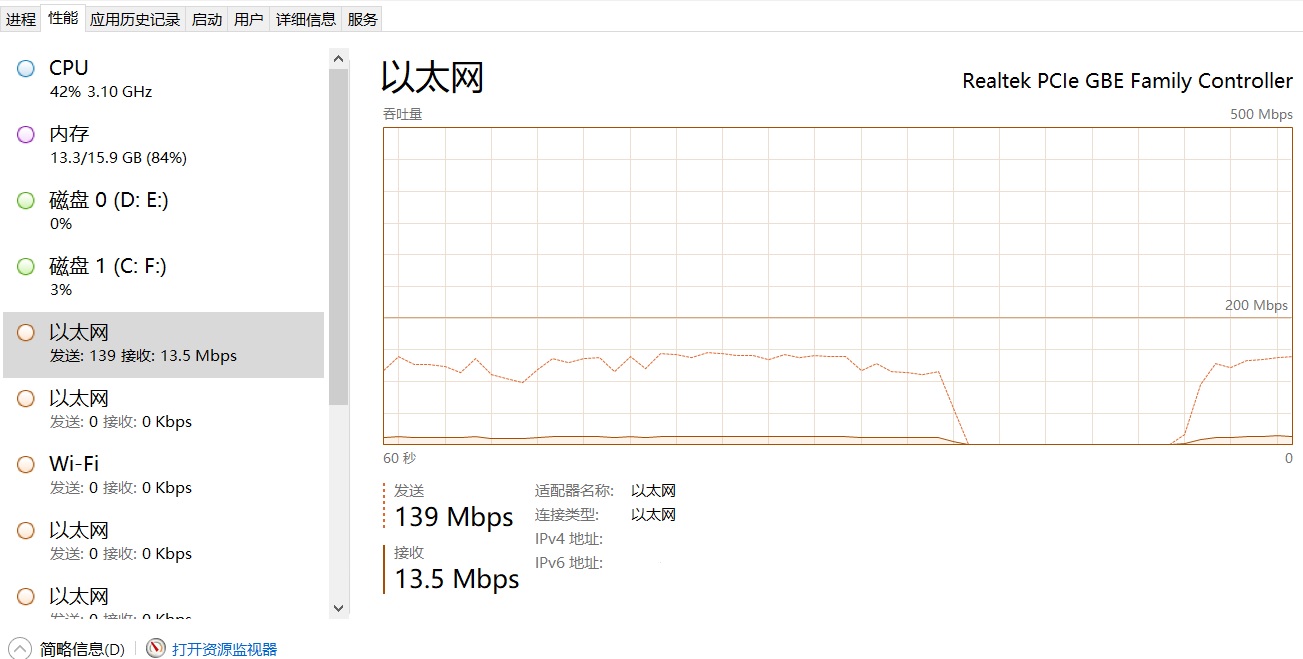 进程 性能 应用历史记录 启动 用户 详细信息 服务
CPU
42% 3.10 GHz
内存
13.3/15.9 GB (84%)
磁盘 0 (D: E:)
0%
磁盘 1 (C: F:)
3%
以太网
发送: 139 接收: 13.5 Mbps
以太网
发送: 0 接收: 0 Kbps
Wi-Fi
发送: 0 接收: 0 Kbps
以太网
发送: 0 接收: 0 Kbps
以太网
发送: 0 接收: 0 Kbps
以太网
Realtek PCIe GBE Family Controller
吞吐量
500 Mbps
200 Mbps
60 秒
0
发送
139 Mbps
接收
13.5 Mbps
适配器名称: 以太网
连接类型: 以太网
IPv4 地址:
IPv6 地址:
简略信息(D)
打开资源监视器